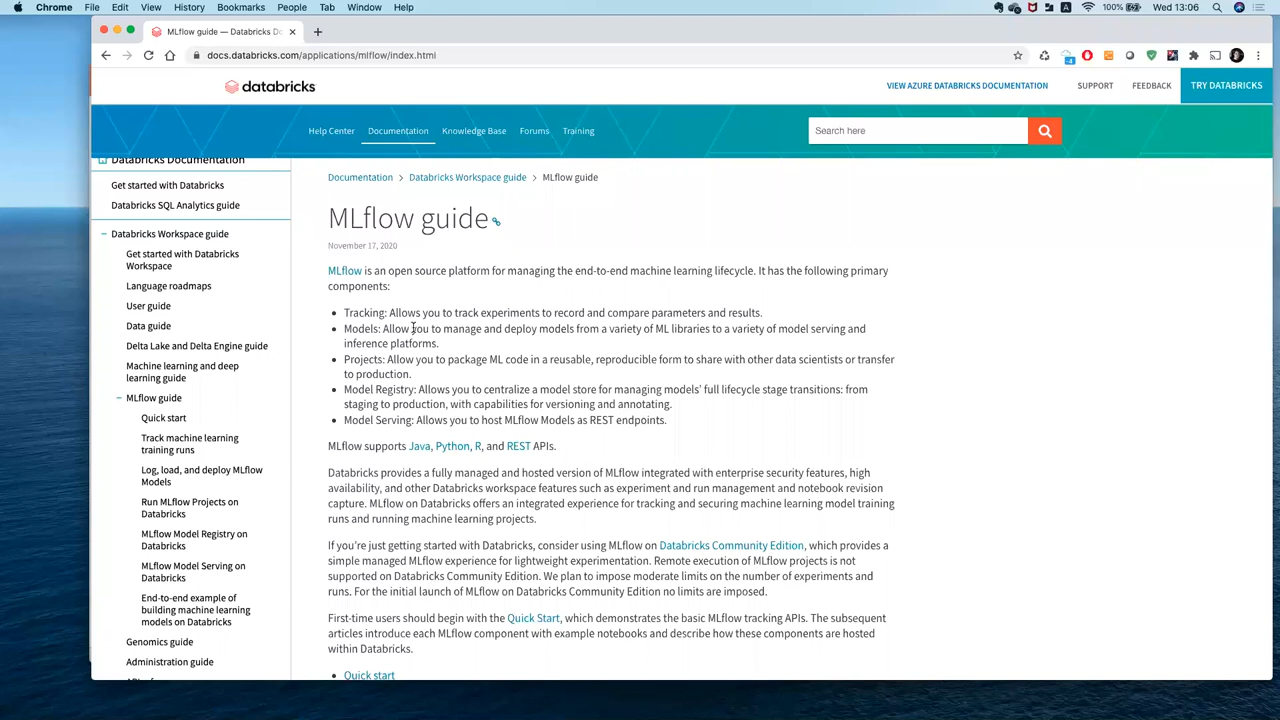 Chrome File Edit View History Bookmarks People Tab Window Help 100% Wed 13:06
MLflow guide — Databricks Do
docs.databricks.com/applications/mlflow/index.html
databricks
VIEW AZURE DATABRICKS DOCUMENTATION SUPPORT FEEDBACK TRY DATABRICKS
Help Center Documentation Knowledge Base Forums Training Search here
Databricks Documentation
Get started with Databricks
Databricks SQL Analytics guide
Databricks Workspace guide
Get started with Databricks
Workspace
Language roadmaps
User guide
Data guide
Delta Lake and Delta Engine guide
Machine learning and deep
learning guide
MLflow guide
Quick start
Track machine learning
training runs
Log, load, and deploy MLflow
Models
Run MLflow Projects on
Databricks
MLflow Model Registry on
Databricks
MLflow Model Serving on
Databricks
End-to-end example of
building machine learning
models on Databricks
Genomics guide
Administration guide
Documentation > Databricks Workspace guide > MLflow guide
MLflow guide
November 17, 2020
MLflow is an open source platform for managing the end-to-end machine learning lifecycle. It has the following primary
components:
• Tracking: Allows you to track experiments to record and compare parameters and results.
• Models: Allow you to manage and deploy models from a variety of ML libraries to a variety of model serving and
inference platforms.
• Projects: Allow you to package ML code in a reusable, reproducible form to share with other data scientists or transfer
to production.
• Model Registry: Allows you to centralize a model store for managing models’ full lifecycle stage transitions: from
staging to production, with capabilities for versioning and annotating.
• Model Serving: Allows you to host MLflow Models as REST endpoints.
MLflow supports Java, Python, R, and REST APIs.
Databricks provides a fully managed and hosted version of MLflow integrated with enterprise security features, high
availability, and other Databricks workspace features such as experiment and run management and notebook revision
capture. MLflow on Databricks offers an integrated experience for tracking and securing machine learning model training
runs and running machine learning projects.
If you’re just getting started with Databricks, consider using MLflow on Databricks Community Edition, which provides a
simple managed MLflow experience for lightweight experimentation. Remote execution of MLflow projects is not
supported on Databricks Community Edition. We plan to impose moderate limits on the number of experiments and
runs. For the initial launch of MLflow on Databricks Community Edition no limits are imposed.
First-time users should begin with the Quick Start, which demonstrates the basic MLflow tracking APIs. The subsequent
articles introduce each MLflow component with example notebooks and describe how these components are hosted
within Databricks.
• Quick start